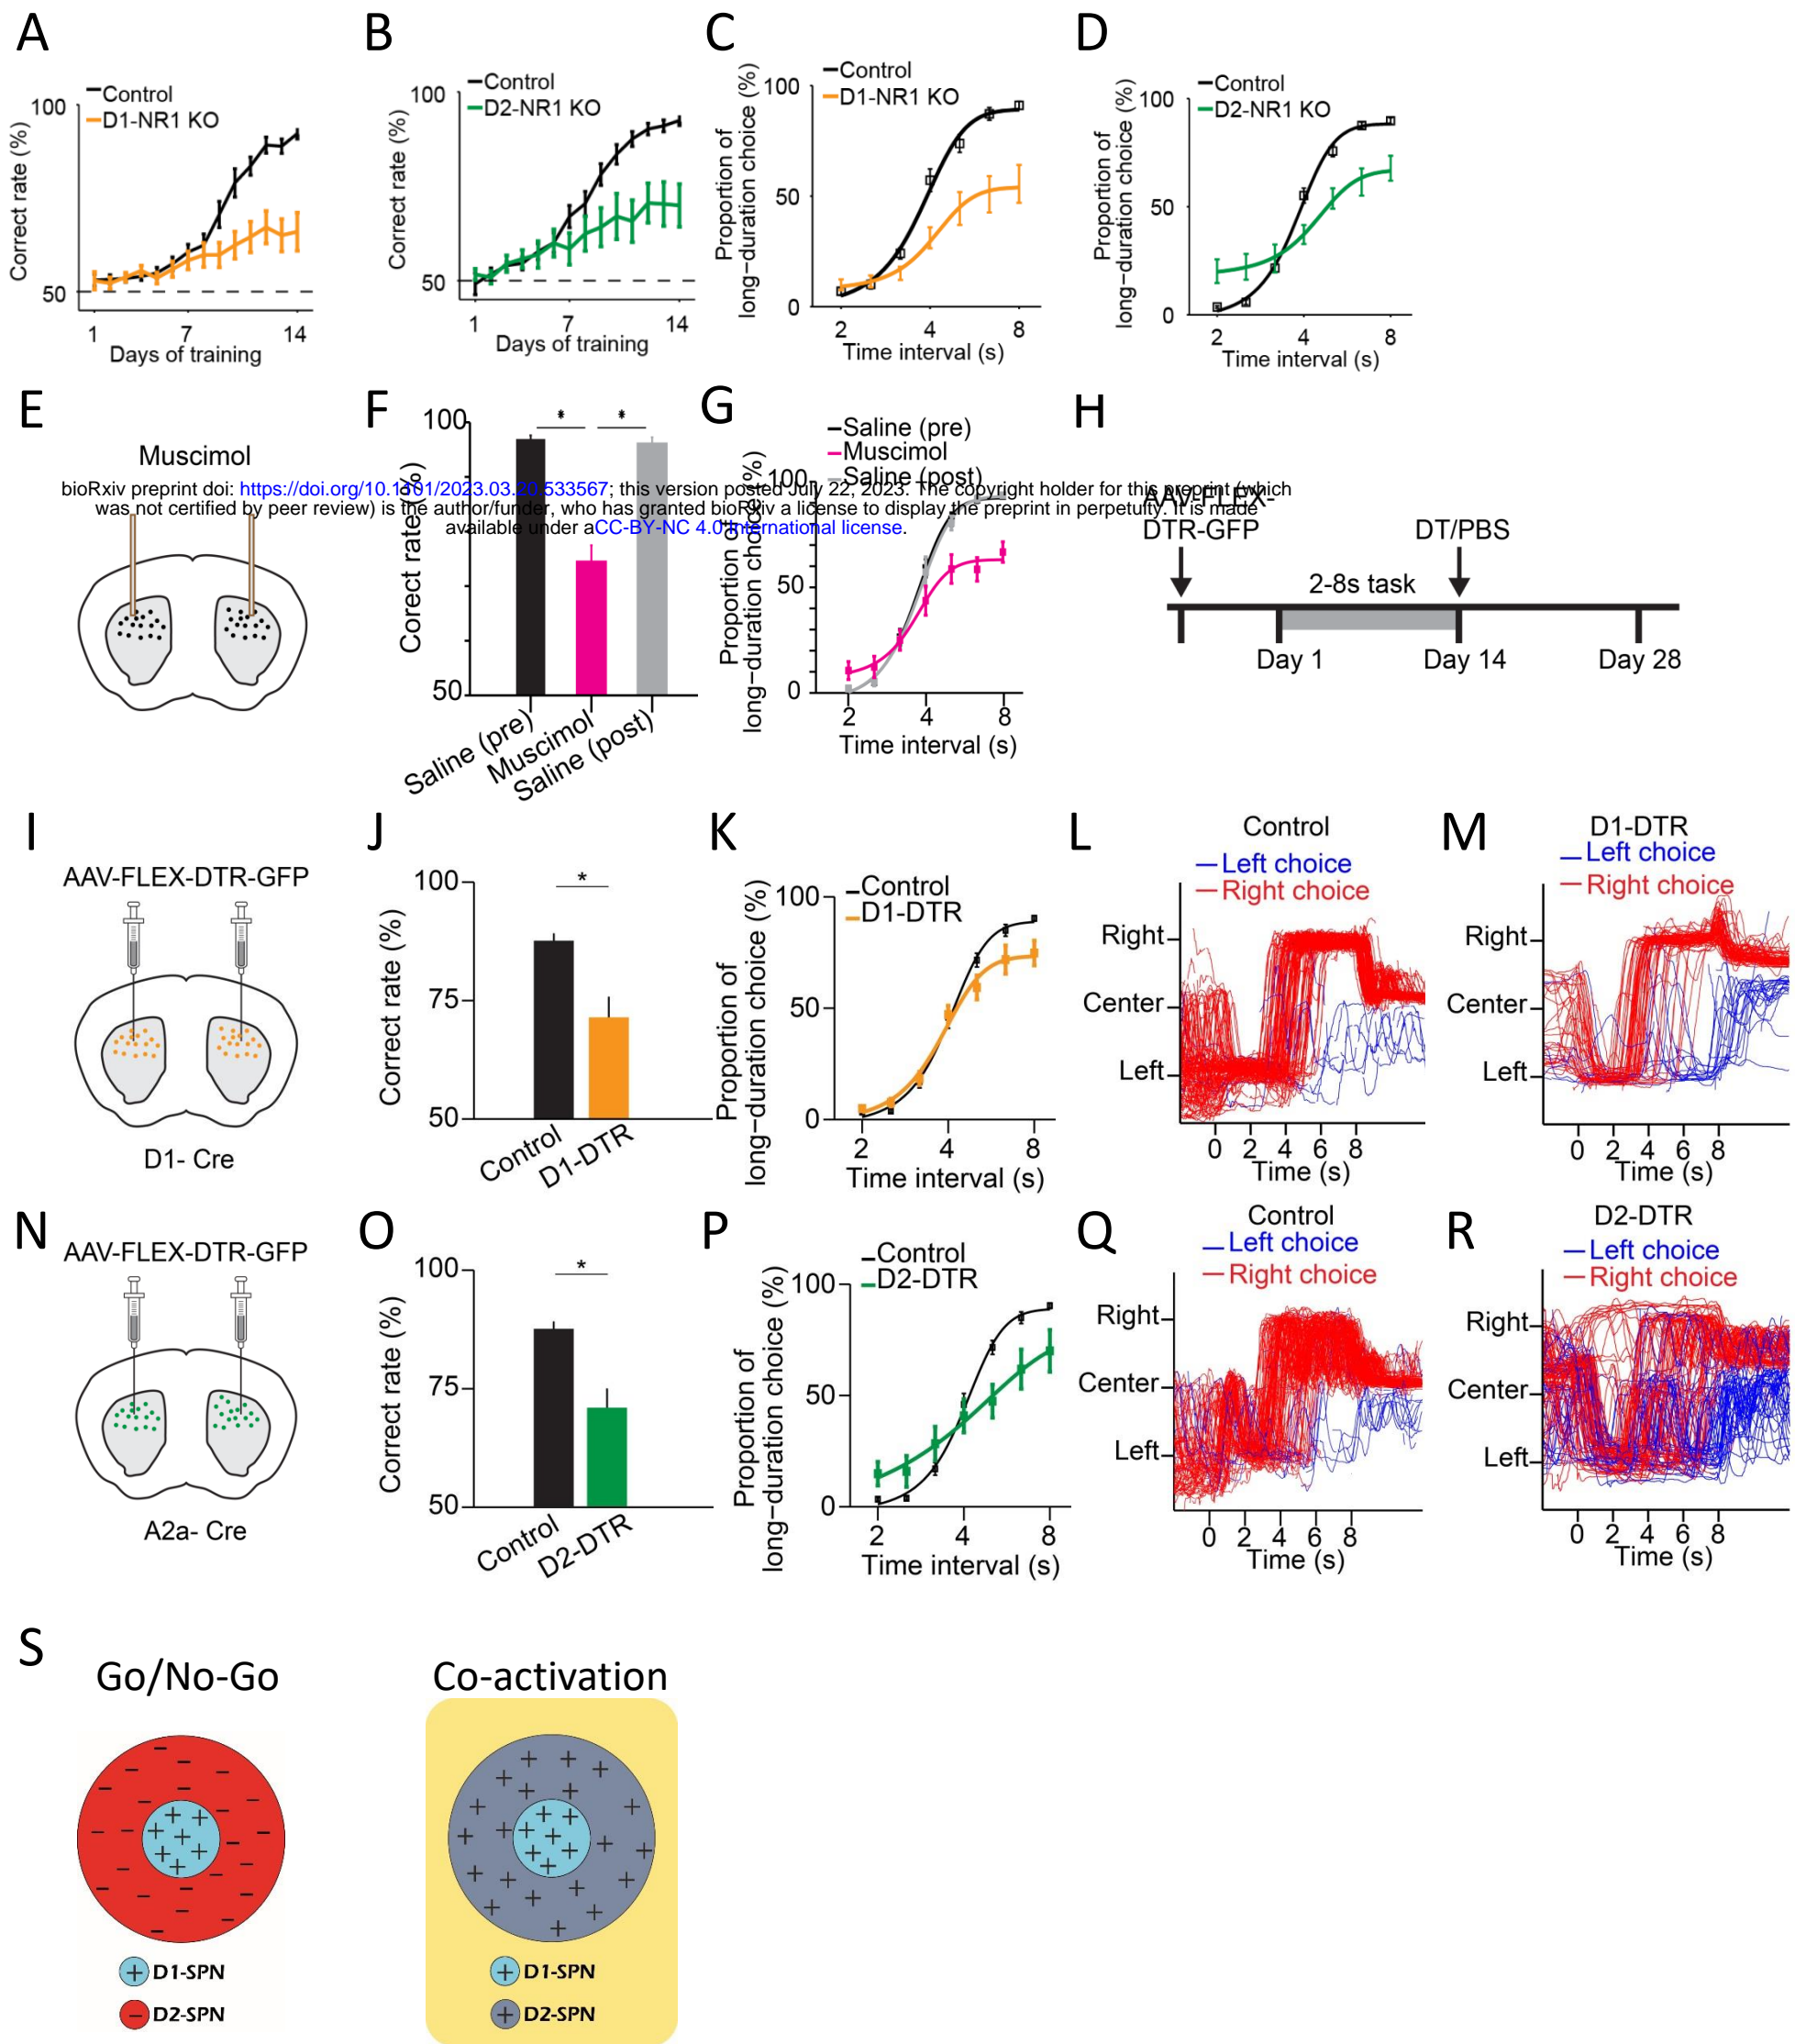 A
Control
D1-NR1 KO
Correct rate (%)
100
50
1
7
14
Days of training
B
Control
D2-NR1 KO
Correct rate (%)
100
50
1
7
14
Days of training
C
Control
D1-NR1 KO
Proportion of
long−duration choice (%)
100
50
0
2
4
8
Time interval (s)
D
Control
D2-NR1 KO
Proportion of
long−duration choice (%)
100
50
0
2
4
8
Time interval (s)
E
Muscimol
F
Correct rate (%)
100
50
*
*
Saline (pre)
Muscimol
Saline (post)
G
Saline (pre)
Muscimol
Saline (post)
Proportion of
long−duration choice (%)
100
50
0
2
4
8
Time interval (s)
H
AAV-FLEX-
DTR-GFP
DT/PBS
2-8s task
Day 1
Day 14
Day 28
bioRxiv preprint doi: https://doi.org/10.1101/2023.03.20.533567; this version posted July 22, 2023. The copyright holder for this preprint (which
was not certified by peer review) is the author/funder, who has granted bioRxiv a license to display the preprint in perpetuity. It is made
available under aCC-BY-NC 4.0 International license.
I
AAV-FLEX-DTR-GFP
D1- Cre
J
Correct rate (%)
100
75
50
*
Control
D1-DTR
K
Control
D1-DTR
Proportion of
long−duration choice (%)
100
50
0
2
4
8
Time interval (s)
L
Control
Left choice
Right choice
Right
Center
Left
0 2 4 6 8
Time (s)
M
D1-DTR
Left choice
Right choice
Right
Center
Left
0 2 4 6 8
Time (s)
N
AAV-FLEX-DTR-GFP
A2a- Cre
O
Correct rate (%)
100
75
50
*
Control
D2-DTR
P
Control
D2-DTR
Proportion of
long−duration choice (%)
100
50
0
2
4
8
Time interval (s)
Q
Control
Left choice
Right choice
Right
Center
Left
0 2 4 6 8
Time (s)
R
D2-DTR
Left choice
Right choice
Right
Center
Left
0 2 4 6 8
Time (s)
S
Go/No-Go
+ D1-SPN
− D2-SPN
Co-activation
+ D1-SPN
+ D2-SPN